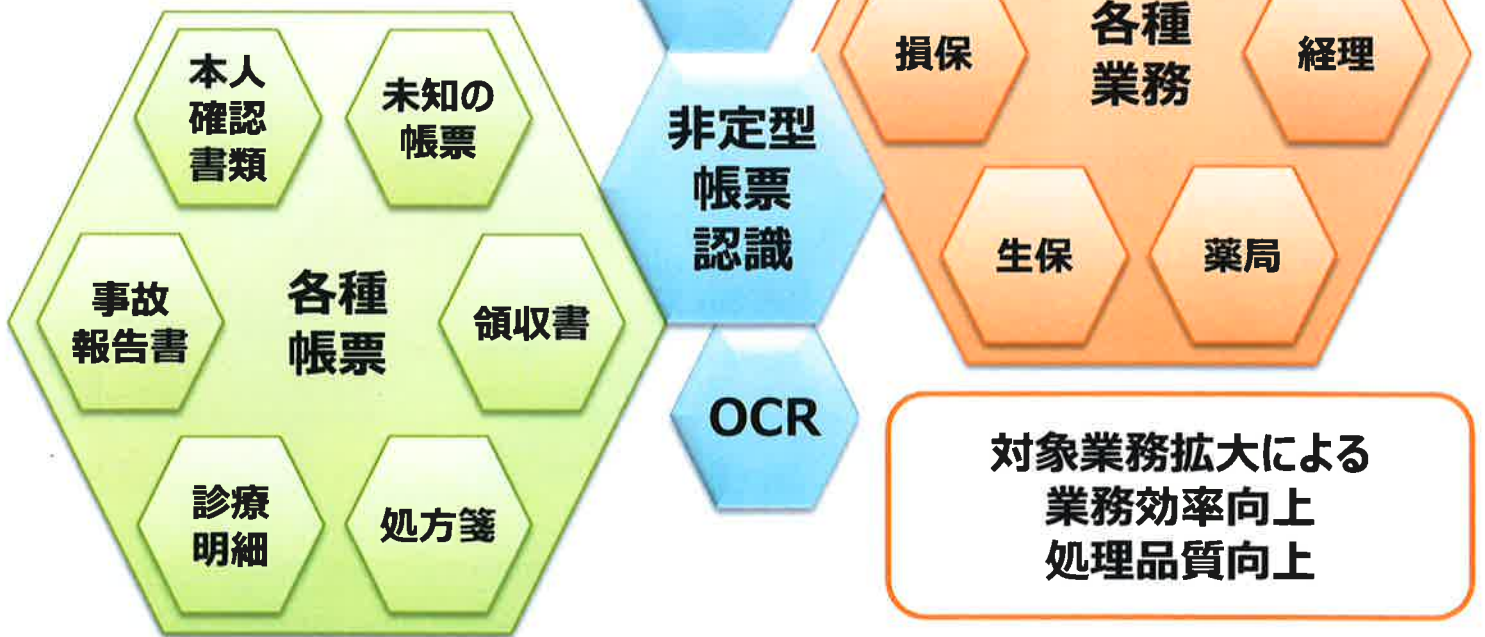 本人
確認
書類
未知の
帳票
事故
報告書
各種
帳票
領収書
診療
明細
処方箋
非定型
帳票
認識
OCR
各種
業務
損保
経理
生保
薬局
対象業務拡大による
業務効率向上
処理品質向上